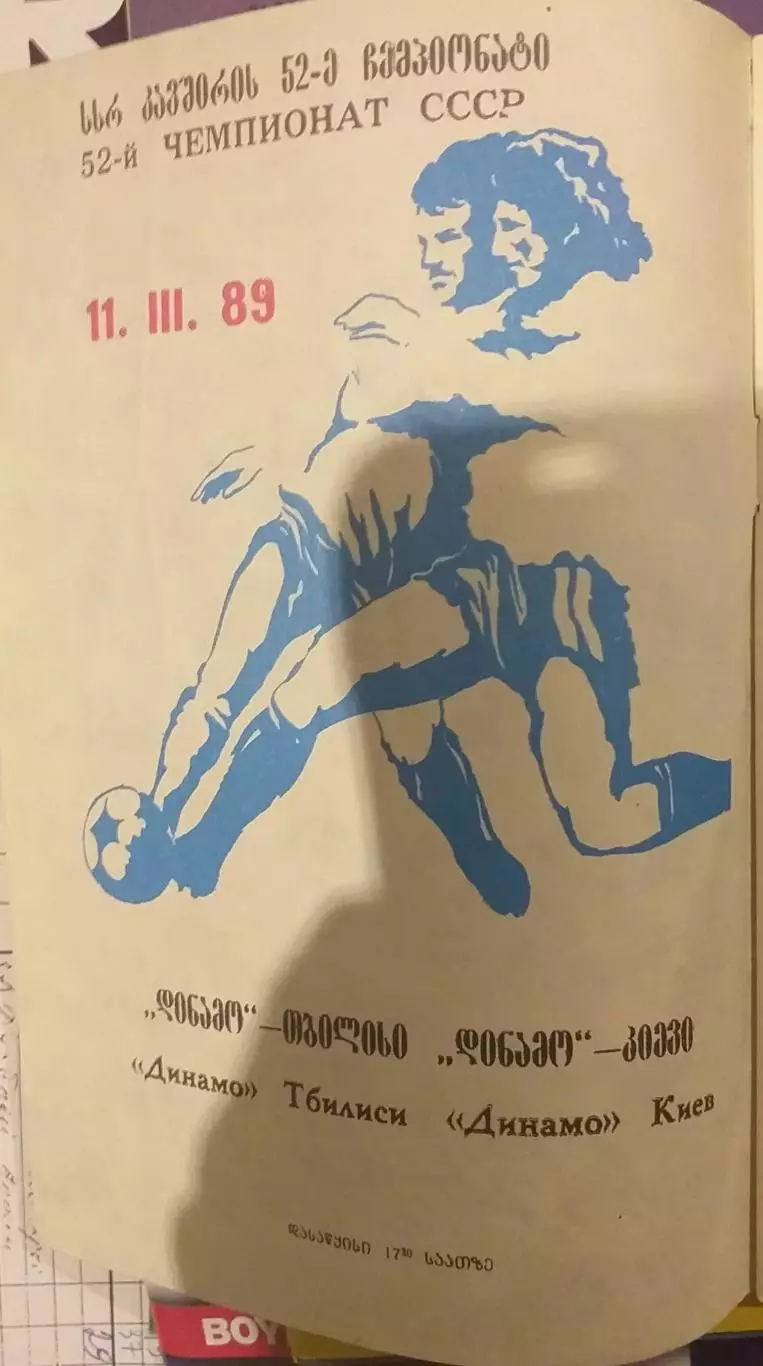 სსრ კავშირის 52-ე ჩემპიონატი
52-й ЧЕМПИОНАТ СССР
11. III. 89
„დინამო“–თბილისი „დინამო“–კიევი
«Динамо» Тбилиси «Динамо» Киев
დასაწყისი 17³⁰ საათზე
BOY